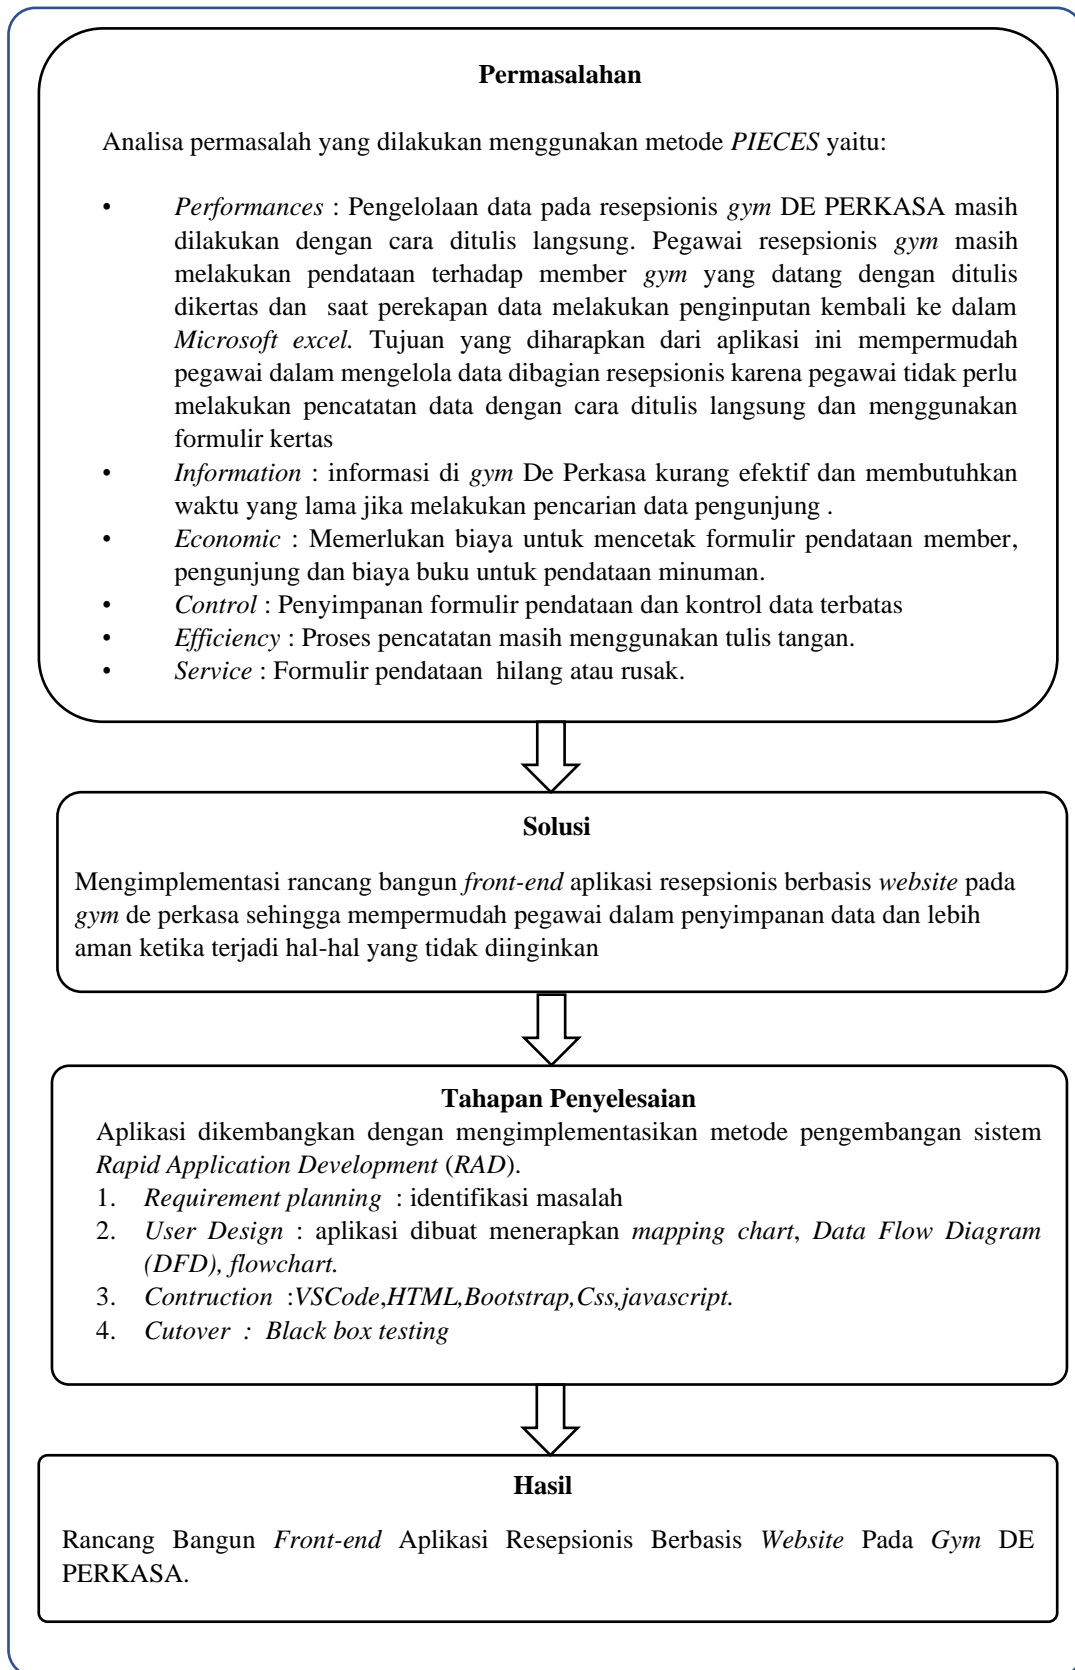 Permasalahan
Analisa permasalah yang dilakukan menggunakan metode PIECES yaitu:
• Performances : Pengelolaan data pada resepsionis gym DE PERKASA masih
dilakukan dengan cara ditulis langsung. Pegawai resepsionis gym masih
melakukan pendataan terhadap member gym yang datang dengan ditulis
dikertas dan saat perekapan data melakukan penginputan kembali ke dalam
Microsoft excel. Tujuan yang diharapkan dari aplikasi ini mempermudah
pegawai dalam mengelola data dibagian resepsionis karena pegawai tidak perlu
melakukan pencatatan data dengan cara ditulis langsung dan menggunakan
formulir kertas
• Information : informasi di gym De Perkasa kurang efektif dan membutuhkan
waktu yang lama jika melakukan pencarian data pengunjung .
• Economic : Memerlukan biaya untuk mencetak formulir pendataan member,
pengunjung dan biaya buku untuk pendataan minuman.
• Control : Penyimpanan formulir pendataan dan kontrol data terbatas
• Efficiency : Proses pencatatan masih menggunakan tulis tangan.
• Service : Formulir pendataan hilang atau rusak.
Solusi
Mengimplementasi rancang bangun front-end aplikasi resepsionis berbasis website pada
gym de perkasa sehingga mempermudah pegawai dalam penyimpanan data dan lebih
aman ketika terjadi hal-hal yang tidak diinginkan
Tahapan Penyelesaian
Aplikasi dikembangkan dengan mengimplementasikan metode pengembangan sistem
Rapid Application Development (RAD).
1. Requirement planning : identifikasi masalah
2. User Design : aplikasi dibuat menerapkan mapping chart, Data Flow Diagram
(DFD), flowchart.
3. Contruction :VSCode,HTML,Bootstrap,Css,javascript.
4. Cutover : Black box testing
Hasil
Rancang Bangun Front-end Aplikasi Resepsionis Berbasis Website Pada Gym DE
PERKASA.